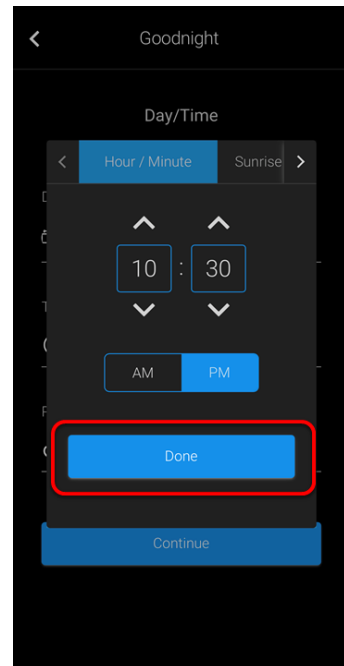 Goodnight
Day/Time
Hour / Minute Sunrise
10 : 30
AM PM
Done
Continue